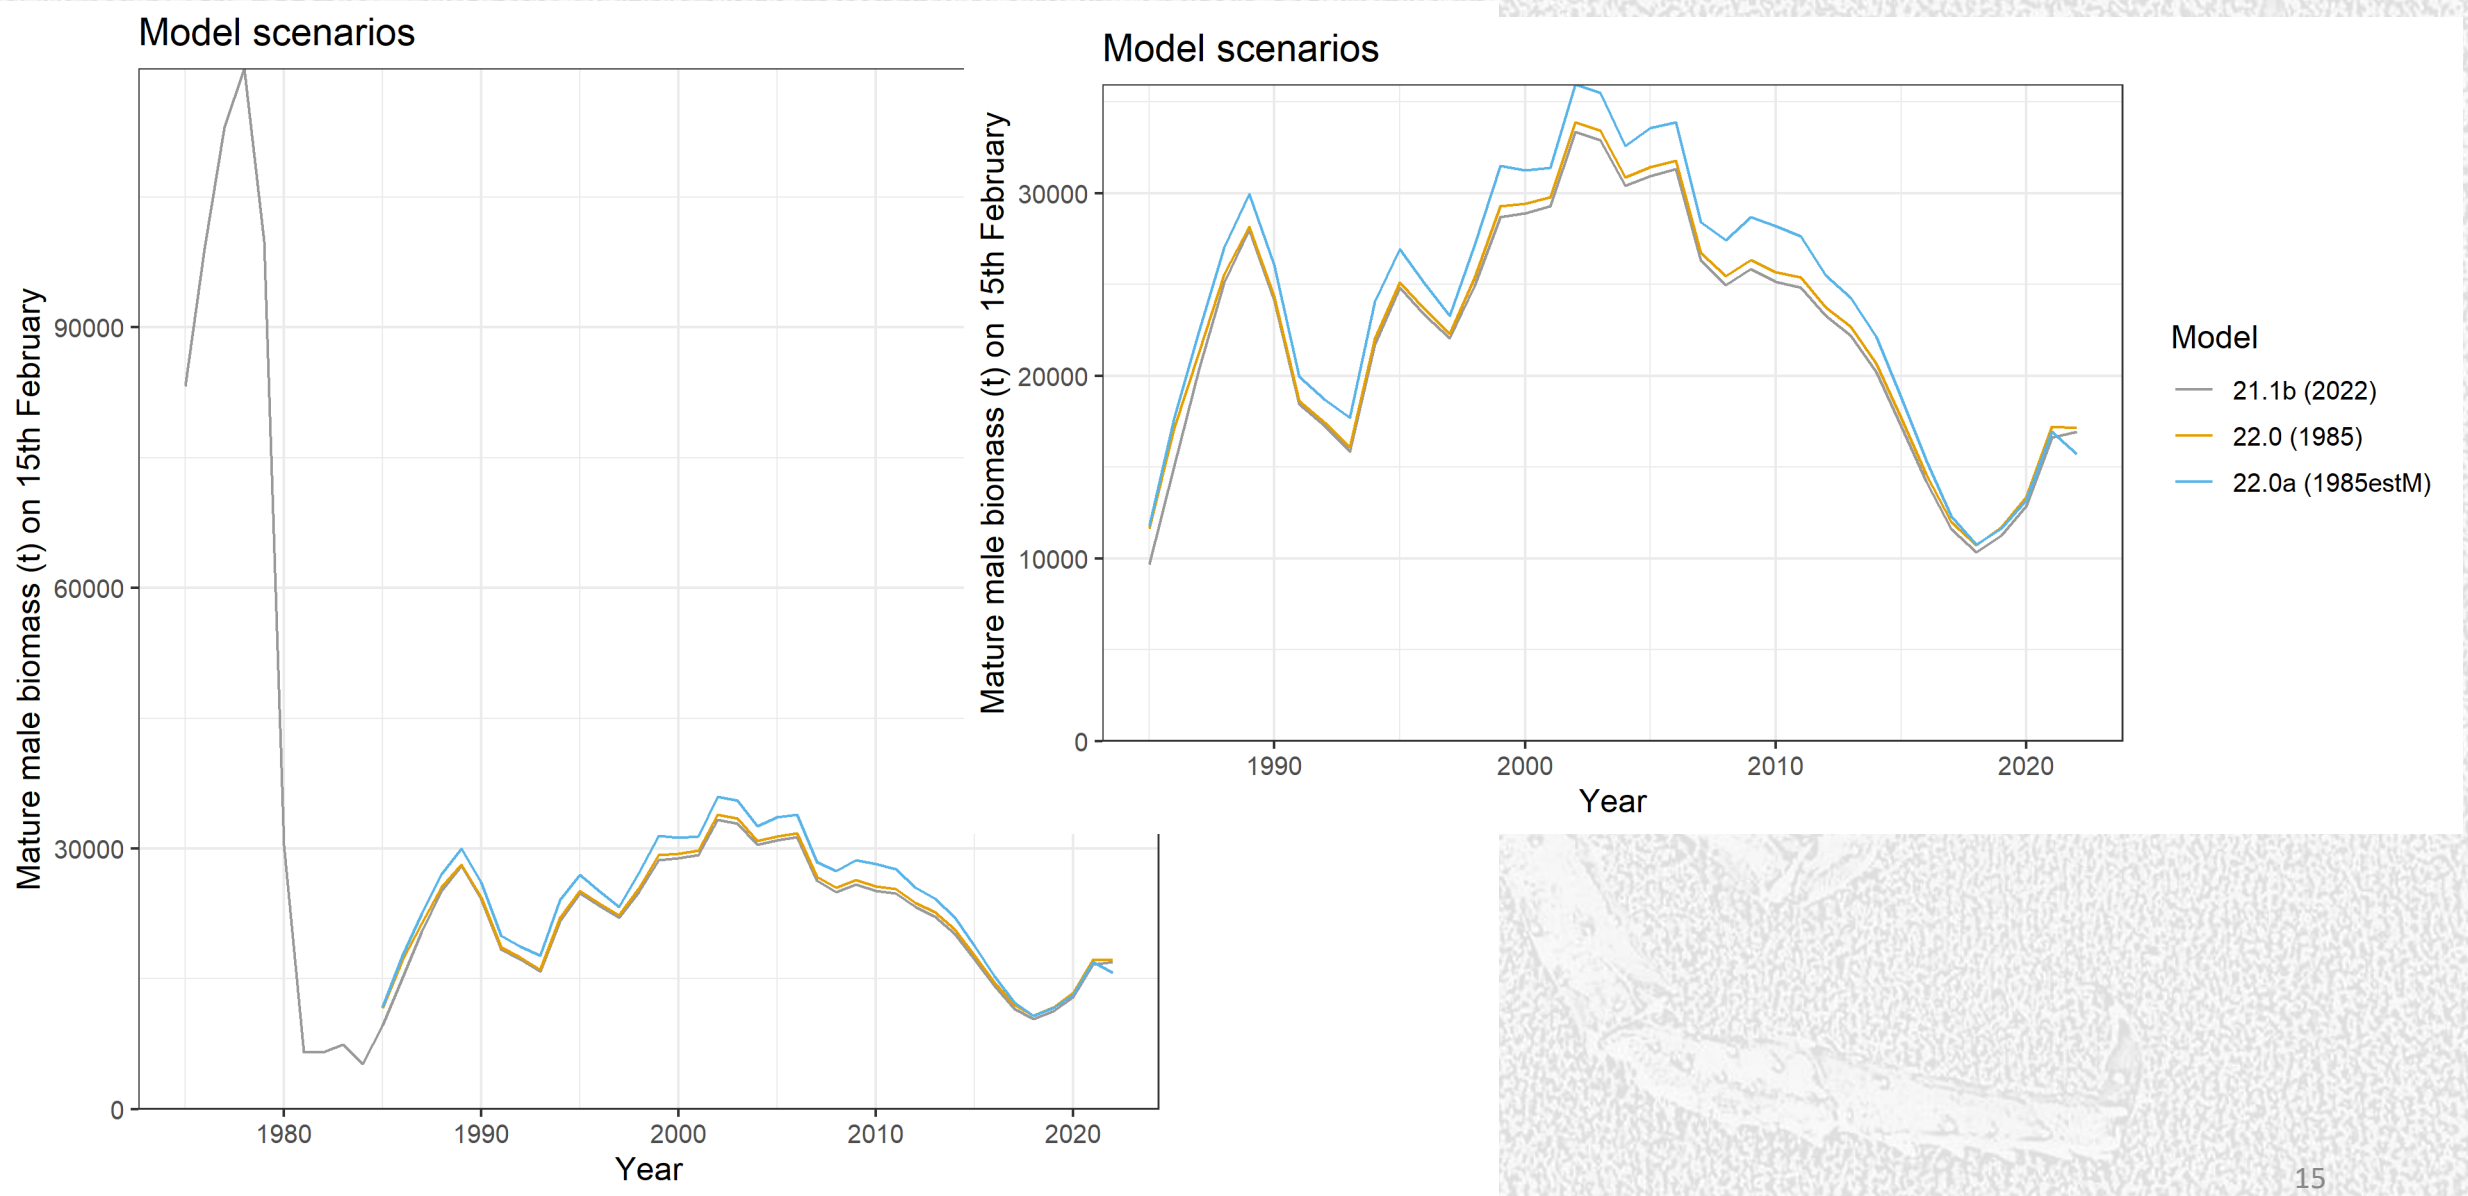 Model scenarios
Mature male biomass (t) on 15th February
90000
60000
30000
0
1980
1990
2000
2010
2020
Year
Model scenarios
Mature male biomass (t) on 15th February
30000
20000
10000
0
1990
2000
2010
2020
Year
Model
21.1b (2022)
22.0 (1985)
22.0a (1985estM)
15